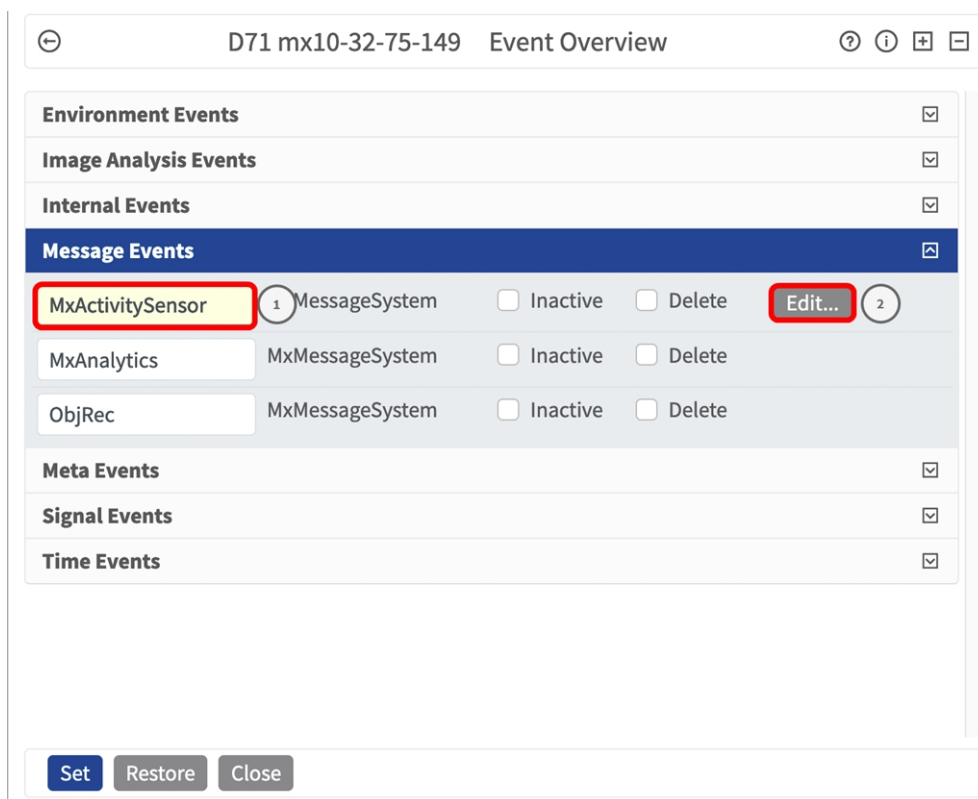 D71 mx10-32-75-149 Event Overview
Environment Events
Image Analysis Events
Internal Events
Message Events
MxActivitySensor 1 MessageSystem Inactive Delete Edit... 2
MxAnalytics MxMessageSystem Inactive Delete
ObjRec MxMessageSystem Inactive Delete
Meta Events
Signal Events
Time Events
Set Restore Close